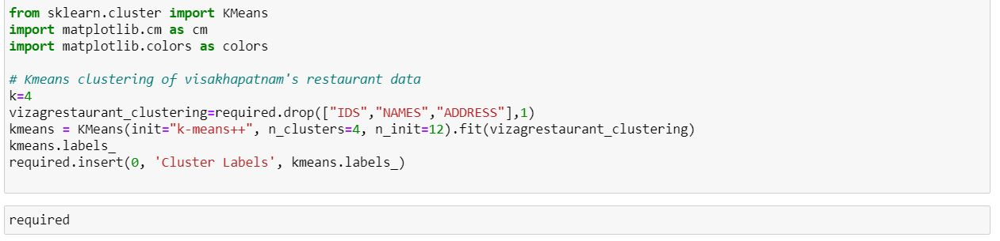 from sklearn.cluster import KMeans
import matplotlib.cm as cm
import matplotlib.colors as colors
# Kmeans clustering of visakhapatnam's restaurant data
k=4
vizagrestaurant_clustering=required.drop(["IDS","NAMES","ADDRESS"],1)
kmeans = KMeans(init="k-means++", n_clusters=4, n_init=12).fit(vizagrestaurant_clustering)
kmeans.labels_
required.insert(0, 'Cluster Labels', kmeans.labels_)
required